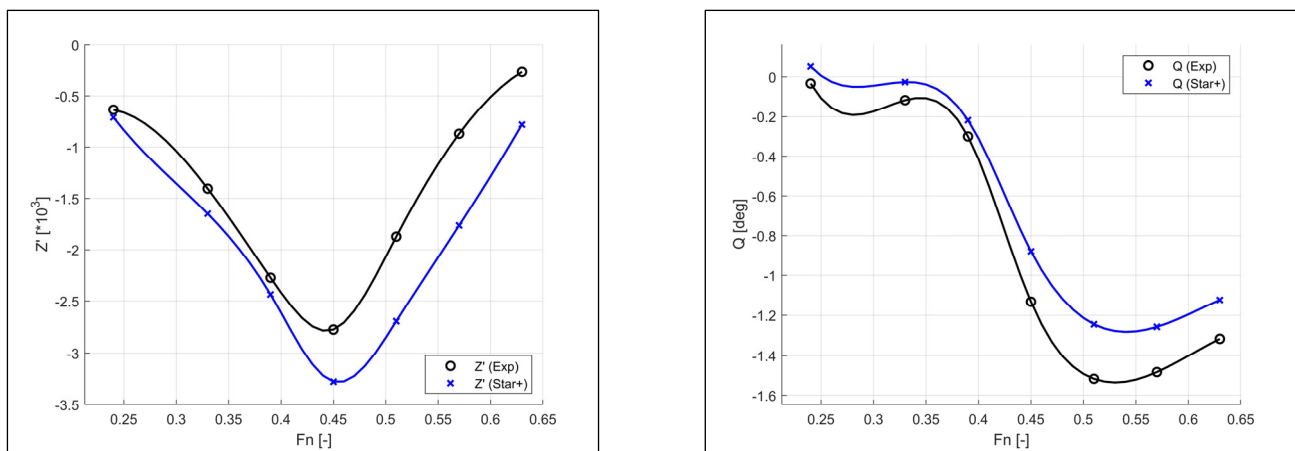 0
-0.5
-1
-1.5
-2
-2.5
-3
-3.5
Z' [*10³]
0.25 0.3 0.35 0.4 0.45 0.5 0.55 0.6 0.65
Fn [-]
Z' (Exp)
Z' (Star+)
0
-0.2
-0.4
-0.6
-0.8
-1
-1.2
-1.4
-1.6
Q [deg]
0.25 0.3 0.35 0.4 0.45 0.5 0.55 0.6 0.65
Fn [-]
Q (Exp)
Q (Star+)